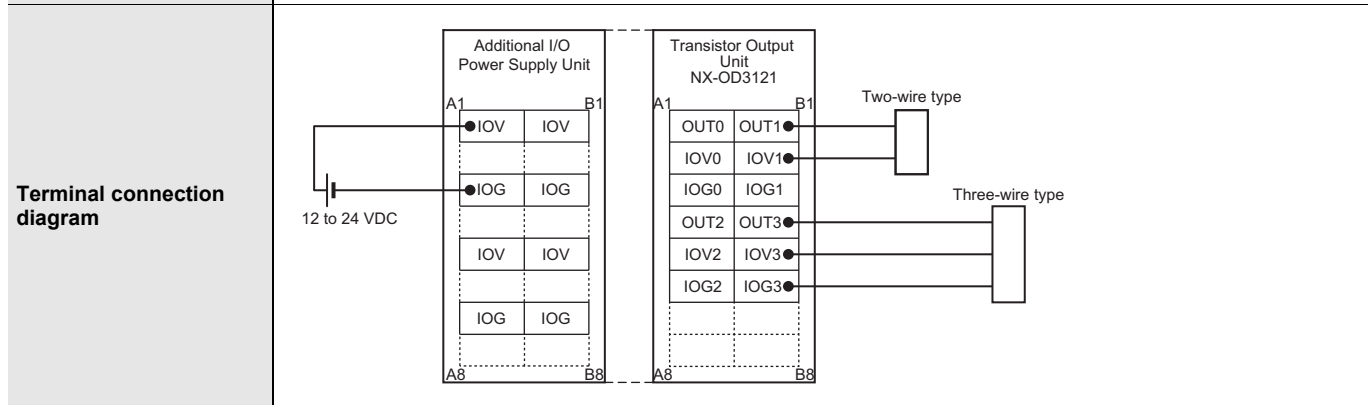 Terminal connection
diagram
Additional I/O
Power Supply Unit
A1 B1
IOV IOV
IOG IOG
IOV IOV
IOG IOG
A8 B8
12 to 24 VDC
Transistor Output
Unit
NX-OD3121
A1 B1
OUT0 OUT1
IOV0 IOV1
IOG0 IOG1
OUT2 OUT3
IOV2 IOV3
IOG2 IOG3
A8 B8
Two-wire type
Three-wire type